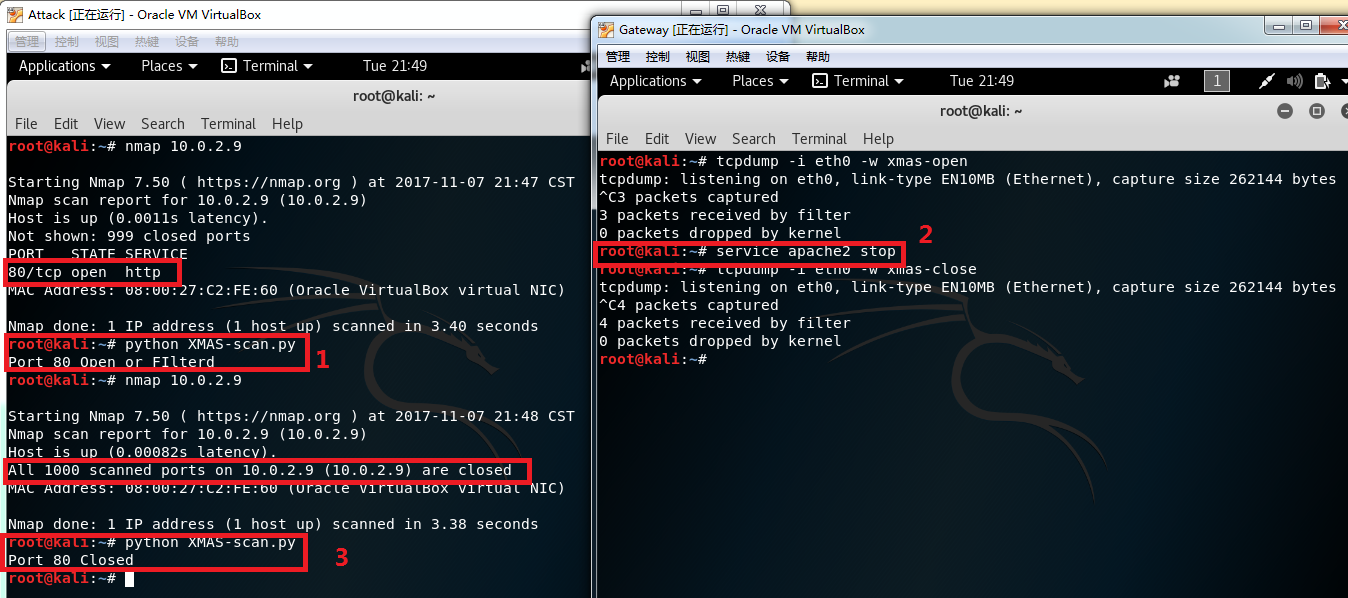 Attack [正在运行] - Oracle VM VirtualBox
管理 控制 视图 热键 设备 帮助
Applications Places Terminal Tue 21:49
root@kali: ~
File Edit View Search Terminal Help
root@kali:~# nmap 10.0.2.9
Starting Nmap 7.50 ( https://nmap.org ) at 2017-11-07 21:47 CST
Nmap scan report for 10.0.2.9 (10.0.2.9)
Host is up (0.0011s latency).
Not shown: 999 closed ports
PORT STATE SERVICE
80/tcp open http
MAC Address: 08:00:27:C2:FE:60 (Oracle VirtualBox virtual NIC)
Nmap done: 1 IP address (1 host up) scanned in 3.40 seconds
root@kali:~# python XMAS-scan.py
Port 80 Open or FIlterd
1
root@kali:~# nmap 10.0.2.9
Starting Nmap 7.50 ( https://nmap.org ) at 2017-11-07 21:48 CST
Nmap scan report for 10.0.2.9 (10.0.2.9)
Host is up (0.00082s latency).
All 1000 scanned ports on 10.0.2.9 (10.0.2.9) are closed
MAC Address: 08:00:27:C2:FE:60 (Oracle VirtualBox virtual NIC)
Nmap done: 1 IP address (1 host up) scanned in 3.38 seconds
root@kali:~# python XMAS-scan.py
Port 80 Closed
3
root@kali:~#
Gateway [正在运行] - Oracle VM VirtualBox
管理 控制 视图 热键 设备 帮助
Applications Places Terminal Tue 21:49 1
root@kali: ~
File Edit View Search Terminal Help
root@kali:~# tcpdump -i eth0 -w xmas-open
tcpdump: listening on eth0, link-type EN10MB (Ethernet), capture size 262144 bytes
^C3 packets captured
3 packets received by filter
0 packets dropped by kernel
2
root@kali:~# service apache2 stop
root@kali:~# tcpdump -i eth0 -w xmas-close
tcpdump: listening on eth0, link-type EN10MB (Ethernet), capture size 262144 bytes
^C4 packets captured
4 packets received by filter
0 packets dropped by kernel
root@kali:~#